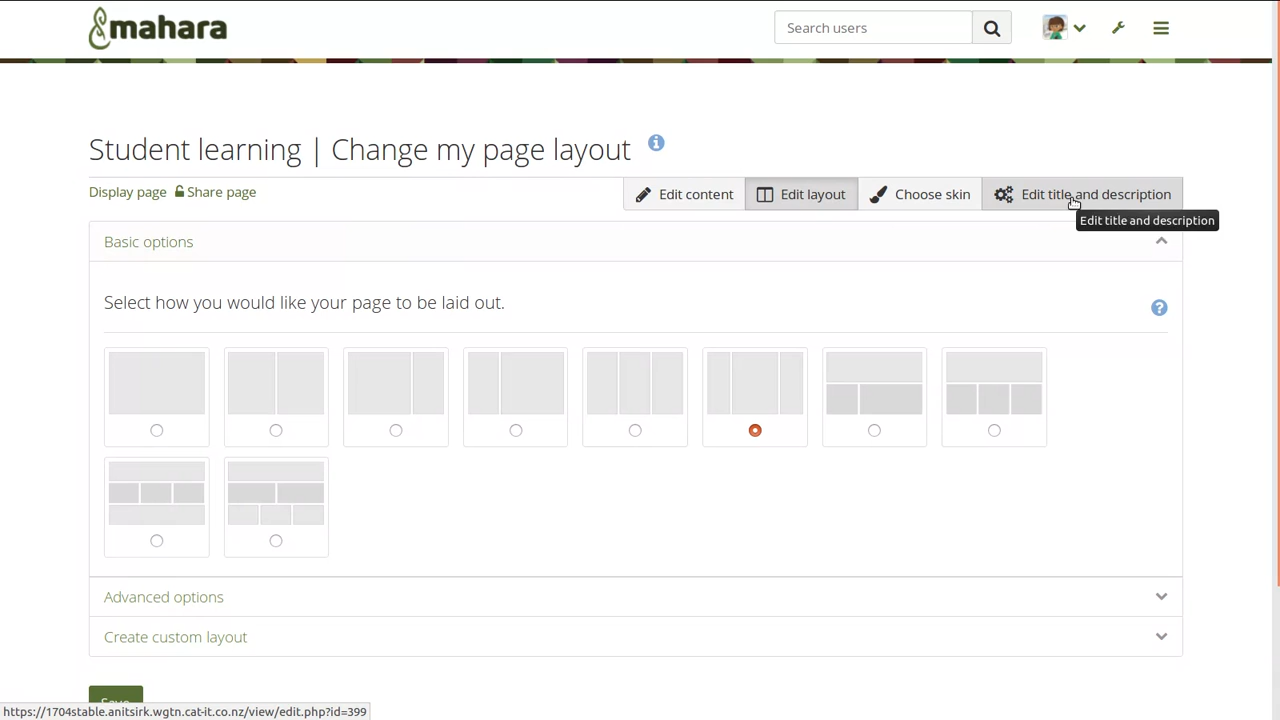 mahara
Search users
Student learning | Change my page layout
Display page Share page
Edit content Edit layout Choose skin Edit title and description
Edit title and description
Basic options
Select how you would like your page to be laid out.
Advanced options
Create custom layout
Save
https://1704stable.anitsirk.wgtn.cat-it.co.nz/view/edit.php?id=399